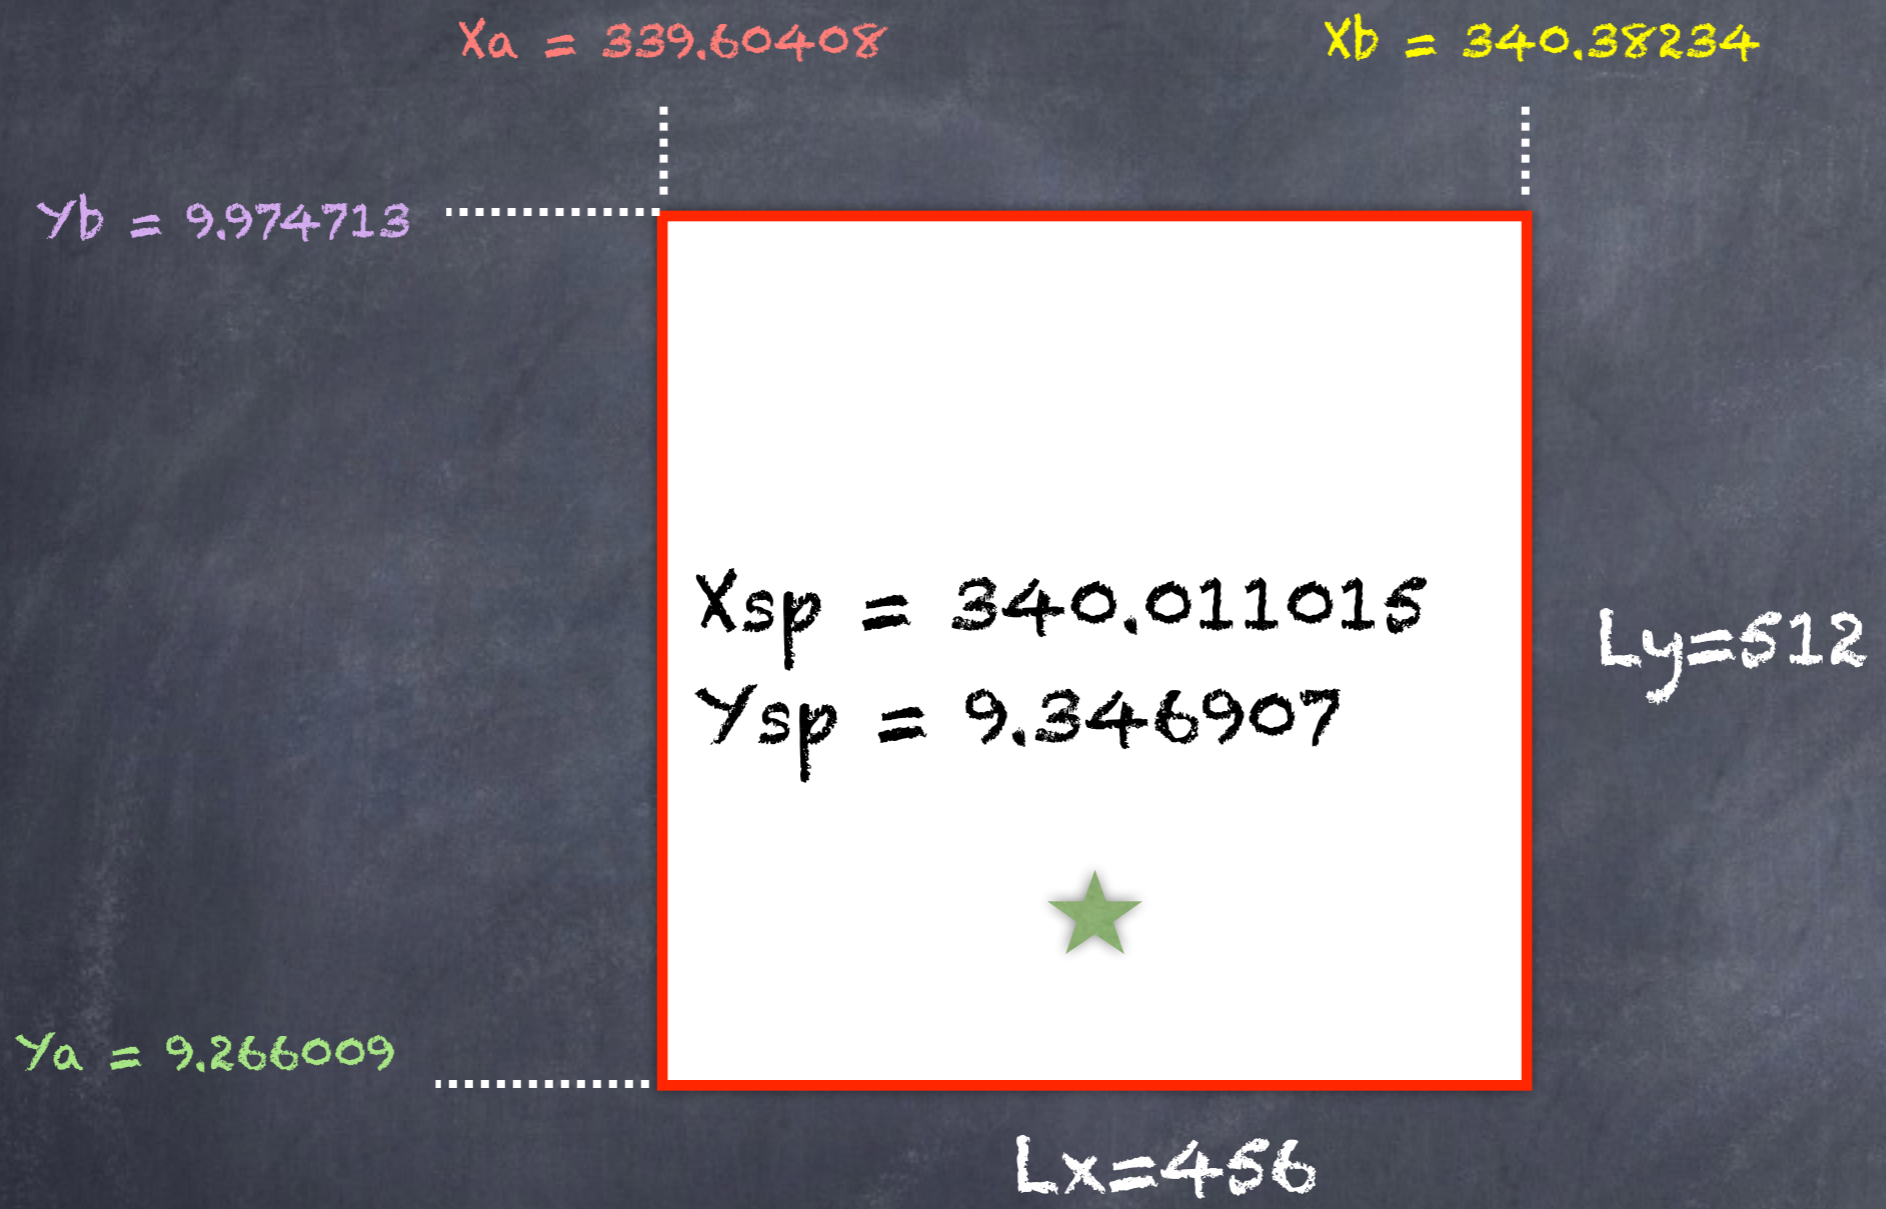 Xa = 339.60408
Xb = 340.38234
Yb = 9.974713
Xsp = 340.011015
Ysp = 9.346907
Ly=512
Ya = 9.266009
Lx=456